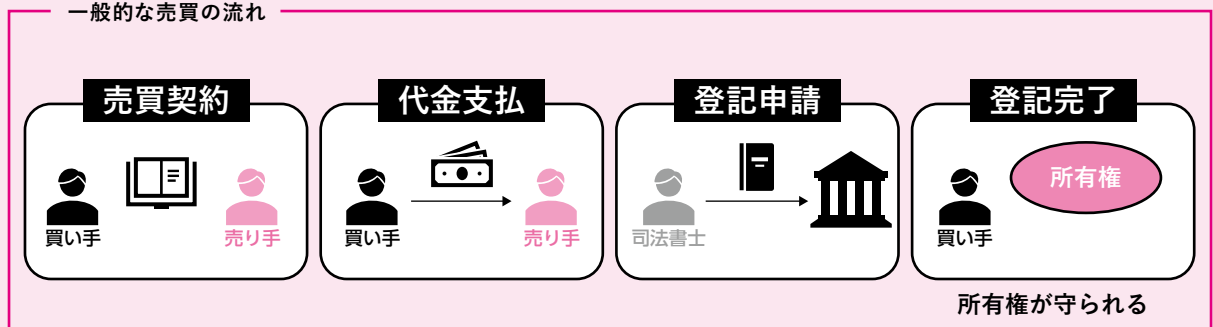 一般的な売買の流れ
売買契約
買い手
売り手
代金支払
買い手
売り手
登記申請
司法書士
登記完了
所有権
買い手
所有権が守られる